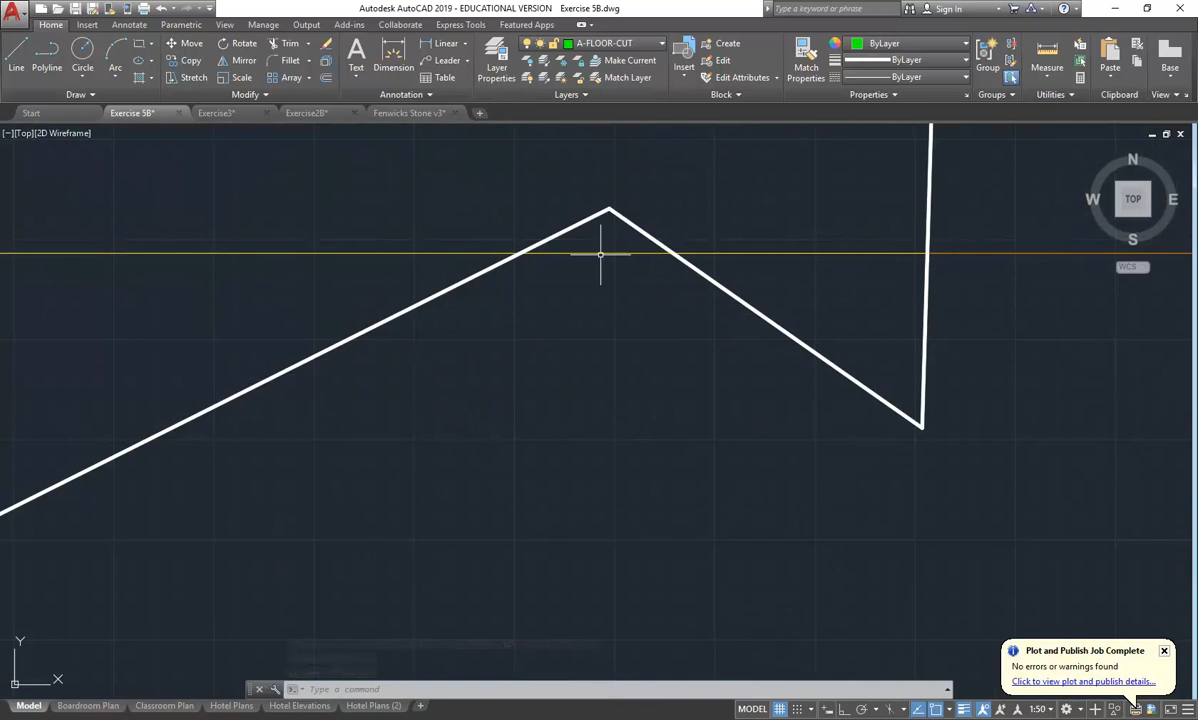 Autodesk AutoCAD 2019 - EDUCATIONAL VERSION Exercise 5B.dwg
Type a keyword or phrase
Sign In
Home Insert Annotate Parametric View Manage Output Add-ins Collaborate Express Tools Featured Apps
Line Polyline Circle Arc
Move Rotate Trim
Copy Mirror Fillet
Stretch Scale Array
Text Dimension
Linear
Leader
Table
Layer Properties
A-FLOOR-CUT
Make Current
Match Layer
Insert
Create
Edit
Edit Attributes
Match Properties
ByLayer
ByLayer
ByLayer
Group
Measure
Paste
Base
Draw Modify Annotation Layers Block Properties Groups Utilities Clipboard View
Start Exercise 5B* Exercise3* Exercise2B* Fenwicks Stone v3*
[−][Top][2D Wireframe]
N
W TOP E
S
WCS
Y
X
Plot and Publish Job Complete
No errors or warnings found
Click to view plot and publish details...
Type a command
Model Boardroom Plan Classroom Plan Hotel Plans Hotel Elevations Hotel Plans (2)
MODEL 1:50